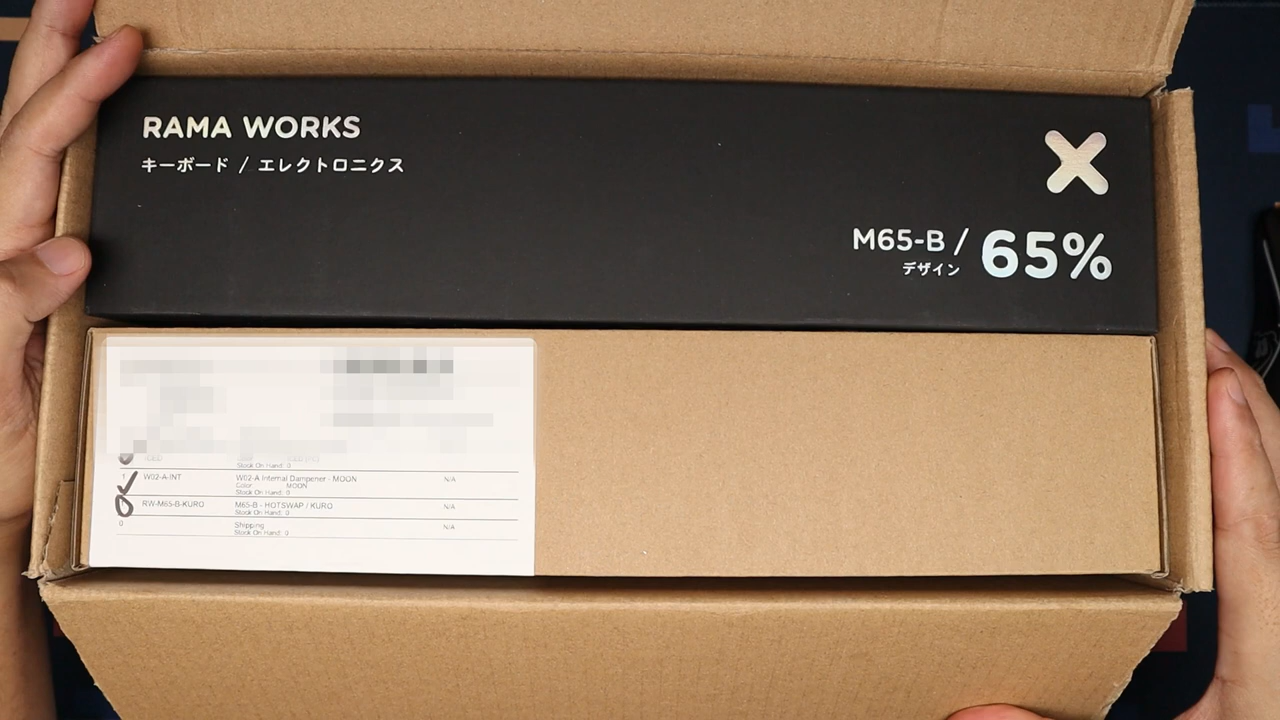 RAMA WORKS
キーボード / エレクトロニクス
M65-B / 65%
デザイン
Stock On Hand: 0
1 W02-A-INT W02-A Internal Dampener - MOON N/A
Color MOON
Stock On Hand: 0
RW-M65-B-KURO M65-B - HOTSWAP / KURO N/A
Stock On Hand: 0
0 Shipping N/A
Stock On Hand: 0